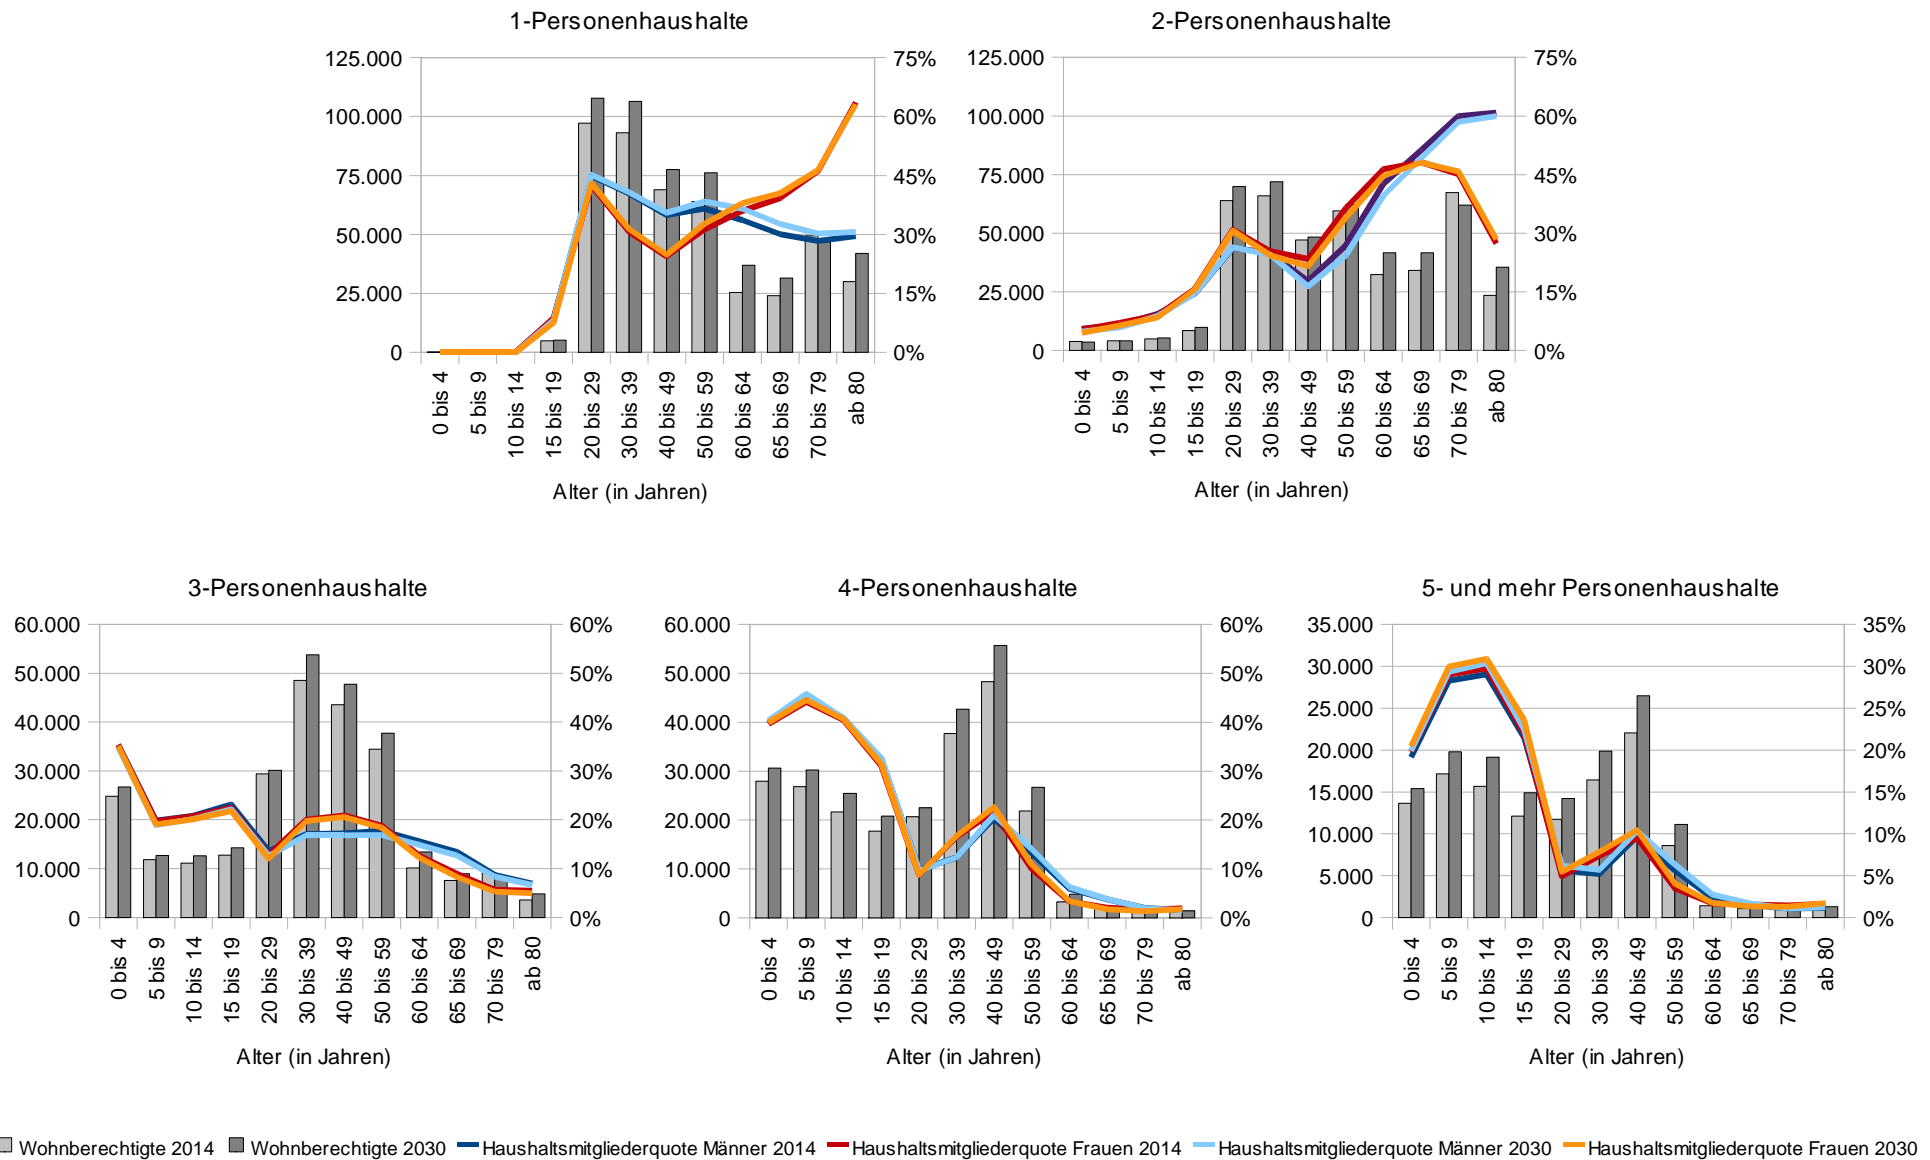 1-Personenhaushalte
125.000
100.000
75.000
50.000
25.000
0
75%
60%
45%
30%
15%
0%
0 bis 4
5 bis 9
10 bis 14
15 bis 19
20 bis 29
30 bis 39
40 bis 49
50 bis 59
60 bis 64
65 bis 69
70 bis 79
ab 80
Alter (in Jahren)
2-Personenhaushalte
125.000
100.000
75.000
50.000
25.000
0
75%
60%
45%
30%
15%
0%
0 bis 4
5 bis 9
10 bis 14
15 bis 19
20 bis 29
30 bis 39
40 bis 49
50 bis 59
60 bis 64
65 bis 69
70 bis 79
ab 80
Alter (in Jahren)
3-Personenhaushalte
60.000
50.000
40.000
30.000
20.000
10.000
0
60%
50%
40%
30%
20%
10%
0%
0 bis 4
5 bis 9
10 bis 14
15 bis 19
20 bis 29
30 bis 39
40 bis 49
50 bis 59
60 bis 64
65 bis 69
70 bis 79
ab 80
Alter (in Jahren)
4-Personenhaushalte
60.000
50.000
40.000
30.000
20.000
10.000
0
60%
50%
40%
30%
20%
10%
0%
0 bis 4
5 bis 9
10 bis 14
15 bis 19
20 bis 29
30 bis 39
40 bis 49
50 bis 59
60 bis 64
65 bis 69
70 bis 79
ab 80
Alter (in Jahren)
5- und mehr Personenhaushalte
35.000
30.000
25.000
20.000
15.000
10.000
5.000
0
35%
30%
25%
20%
15%
10%
5%
0%
0 bis 4
5 bis 9
10 bis 14
15 bis 19
20 bis 29
30 bis 39
40 bis 49
50 bis 59
60 bis 64
65 bis 69
70 bis 79
ab 80
Alter (in Jahren)
Wohnberechtigte 2014
Wohnberechtigte 2030
Haushaltsmitgliederquote Männer 2014
Haushaltsmitgliederquote Frauen 2014
Haushaltsmitgliederquote Männer 2030
Haushaltsmitgliederquote Frauen 2030